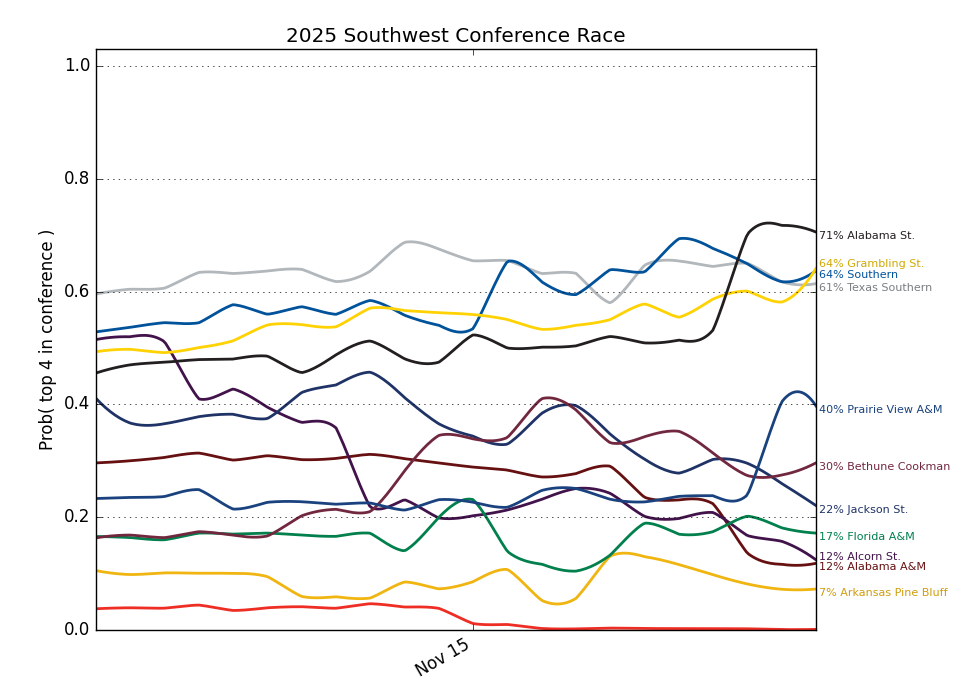 2025 Southwest Conference Race
1.0
0.8
0.6
0.4
0.2
0.0
Prob( top 4 in conference )
Nov 15
71% Alabama St.
64% Grambling St.
64% Southern
61% Texas Southern
40% Prairie View A&M
30% Bethune Cookman
22% Jackson St.
17% Florida A&M
12% Alcorn St.
12% Alabama A&M
7% Arkansas Pine Bluff